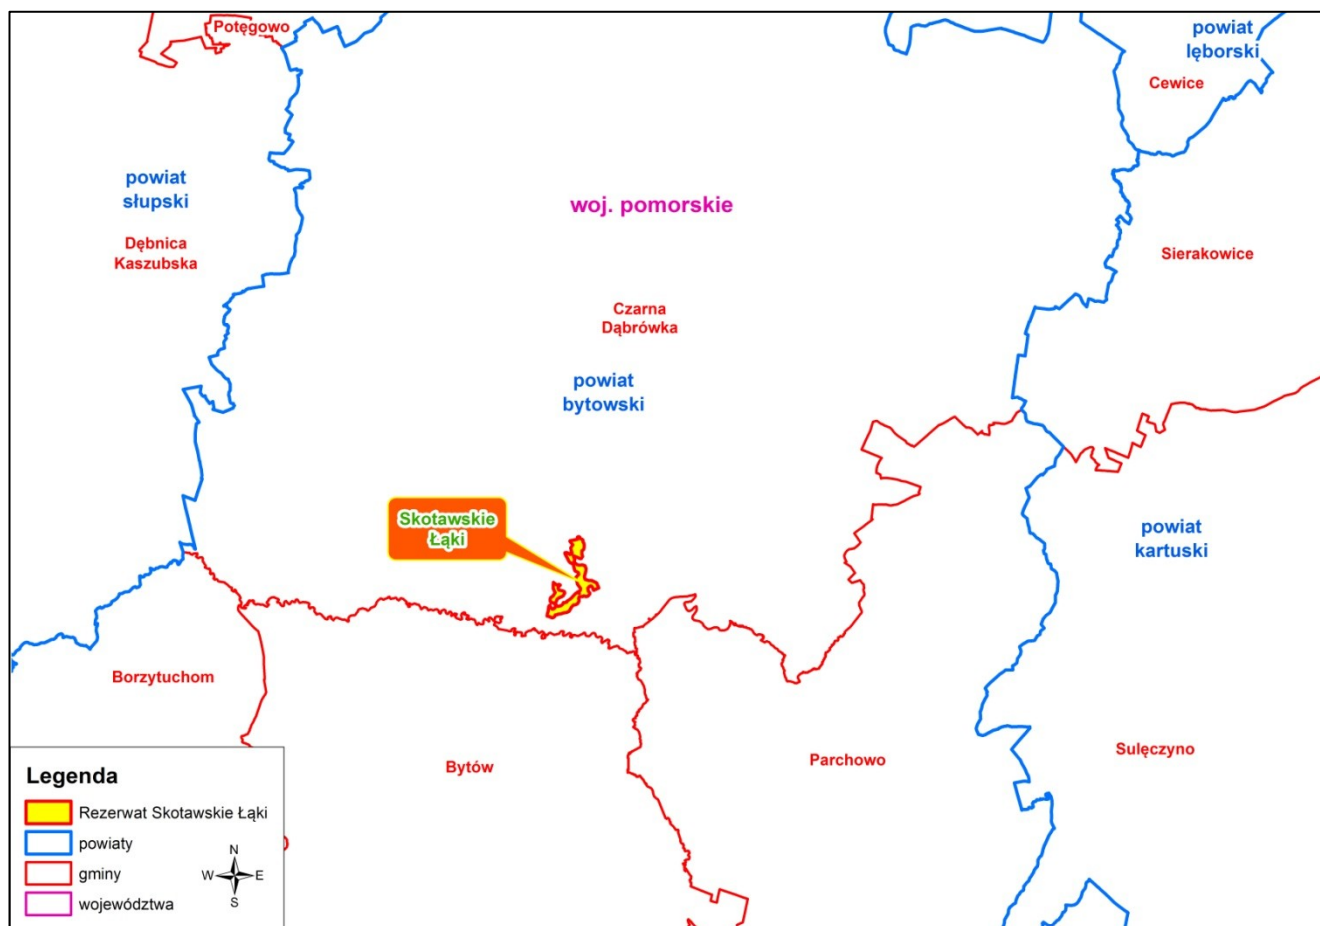 Potęgowo
powiat
lęborski
Cewice
powiat
słupski
woj. pomorskie
Dębnica
Kaszubska
Sierakowice
Czarna
Dąbrówka
powiat
bytowski
Skotawskie
Łąki
powiat
kartuski
Borzytuchom
Bytów
Parchowo
Sulęczyno
Legenda
Rezerwat Skotawskie Łąki
powiaty
gminy
województwa
N
W
E
S